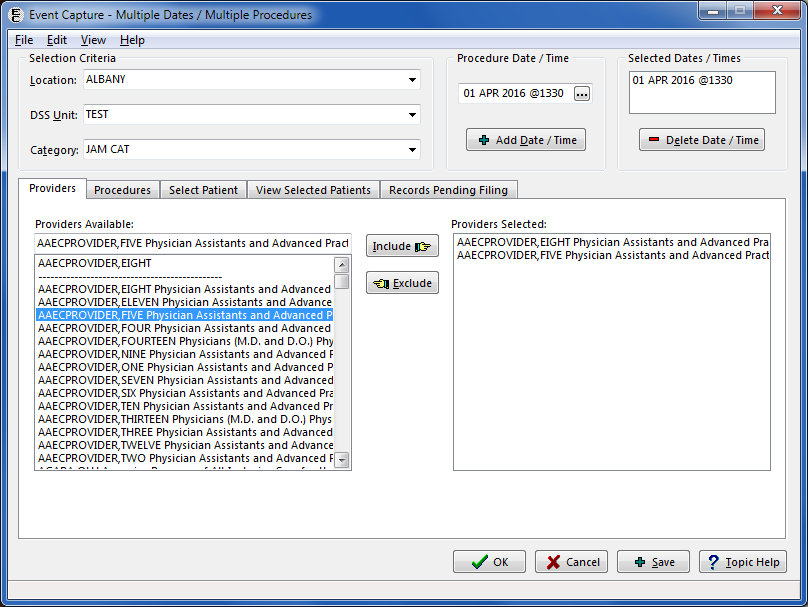 Event Capture - Multiple Dates / Multiple Procedures
File Edit View Help
Selection Criteria
Location: ALBANY
DSS Unit: TEST
Category: JAM CAT
Procedure Date / Time
01 APR 2016 @1330 ...
Add Date / Time
Selected Dates / Times
01 APR 2016 @1330
Delete Date / Time
Providers Procedures Select Patient View Selected Patients Records Pending Filing
Providers Available:
AAECPROVIDER,FIVE Physician Assistants and Advanced Pract
AAECPROVIDER,EIGHT
----------------------------------------------
AAECPROVIDER,EIGHT Physician Assistants and Advanced
AAECPROVIDER,ELEVEN Physician Assistants and Advance
AAECPROVIDER,FIVE Physician Assistants and Advanced P
AAECPROVIDER,FOUR Physician Assistants and Advanced
AAECPROVIDER,FOURTEEN Physicians (M.D. and D.O.) Phy
AAECPROVIDER,NINE Physician Assistants and Advanced P
AAECPROVIDER,ONE Physician Assistants and Advanced P
AAECPROVIDER,SEVEN Physician Assistants and Advanced
AAECPROVIDER,SIX Physician Assistants and Advanced Pra
AAECPROVIDER,TEN Physician Assistants and Advanced Pr
AAECPROVIDER,THIRTEEN Physicians (M.D. and D.O.) Phys
AAECPROVIDER,THREE Physician Assistants and Advanced
AAECPROVIDER,TWELVE Physician Assistants and Advance
AAECPROVIDER,TWO Physician Assistants and Advanced P
Include
Exclude
Providers Selected:
AAECPROVIDER,EIGHT Physician Assistants and Advanced Pra
AAECPROVIDER,FIVE Physician Assistants and Advanced Pract
OK Cancel Save Topic Help